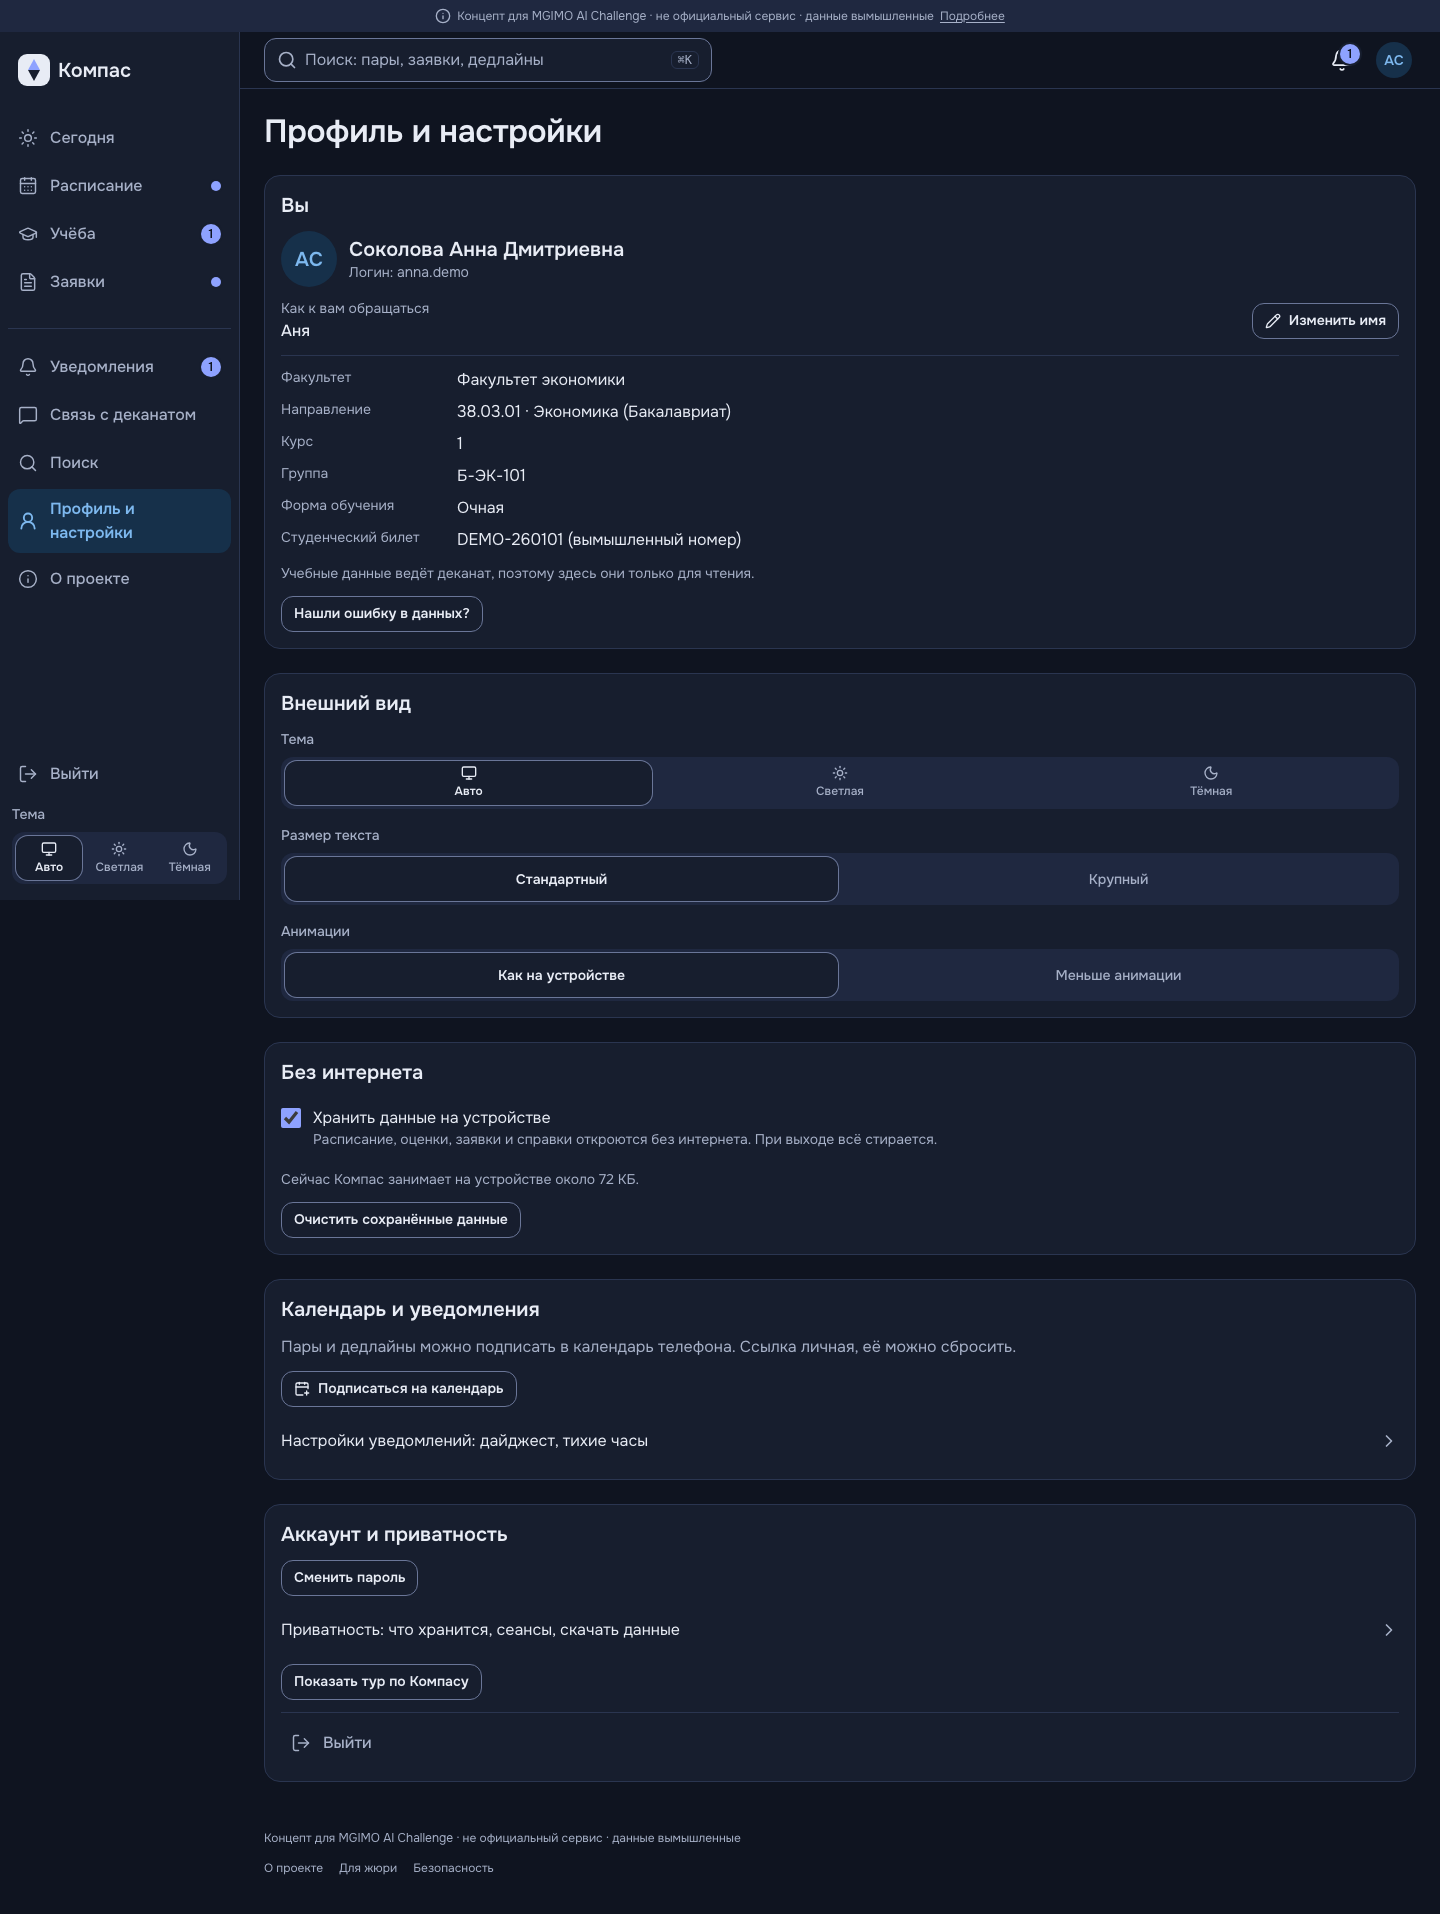 Концепт для MGIMO AI Challenge · не официальный сервис · данные вымышленные Подробнее
Компас
Поиск: пары, заявки, дедлайны
⌘K
1
АС
Сегодня
Расписание
Учёба
1
Заявки
Уведомления
1
Связь с деканатом
Поиск
Профиль и
настройки
О проекте
Выйти
Тема
Авто
Светлая
Тёмная
Профиль и настройки
Вы
АС
Соколова Анна Дмитриевна
Логин: anna.demo
Как к вам обращаться
Аня
Изменить имя
Факультет
Факультет экономики
Направление
38.03.01 · Экономика (Бакалавриат)
Курс
1
Группа
Б-ЭК-101
Форма обучения
Очная
Студенческий билет
DEMO-260101 (вымышленный номер)
Учебные данные ведёт деканат, поэтому здесь они только для чтения.
Нашли ошибку в данных?
Внешний вид
Тема
Авто
Светлая
Тёмная
Размер текста
Стандартный
Крупный
Анимации
Как на устройстве
Меньше анимации
Без интернета
Хранить данные на устройстве
Расписание, оценки, заявки и справки откроются без интернета. При выходе всё стирается.
Сейчас Компас занимает на устройстве около 72 КБ.
Очистить сохранённые данные
Календарь и уведомления
Пары и дедлайны можно подписать в календарь телефона. Ссылка личная, её можно сбросить.
Подписаться на календарь
Настройки уведомлений: дайджест, тихие часы
Аккаунт и приватность
Сменить пароль
Приватность: что хранится, сеансы, скачать данные
Показать тур по Компасу
Выйти
Концепт для MGIMO AI Challenge · не официальный сервис · данные вымышленные
О проекте
Для жюри
Безопасность